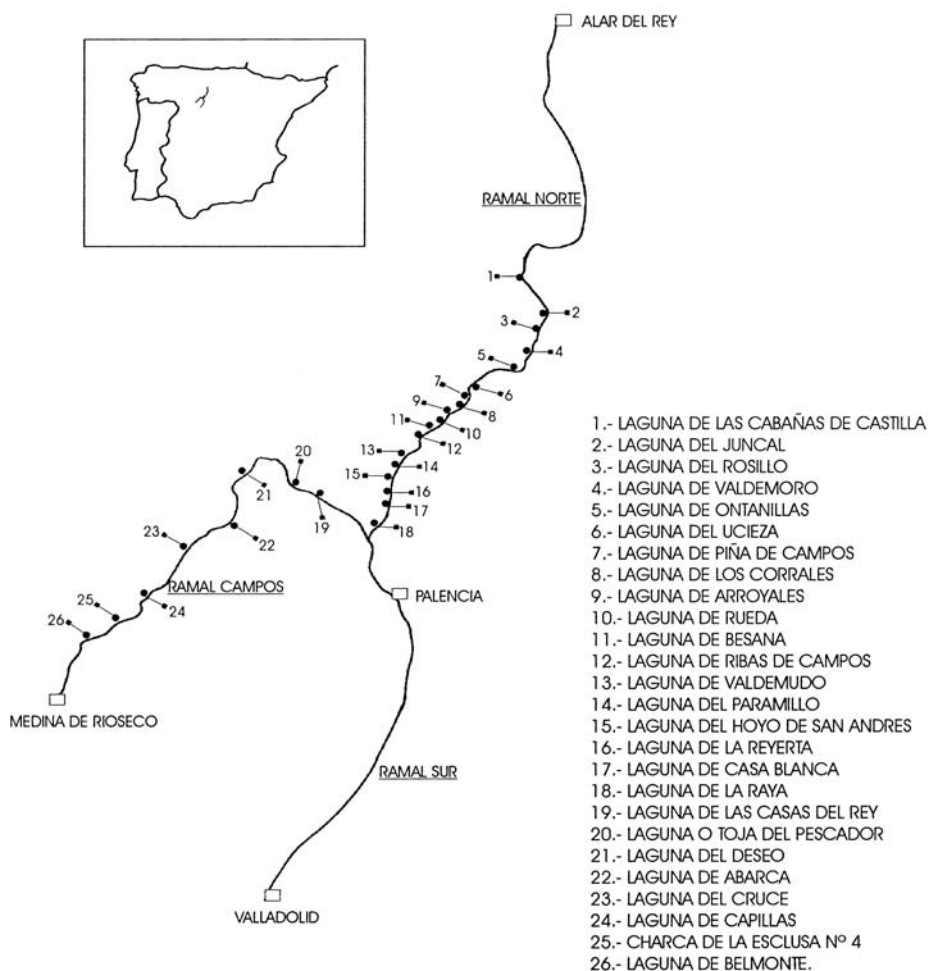 ALAR DEL REY
RAMAL NORTE
1
2
3
4
5
6
7
8
9
10
11
12
13
14
15
16
17
18
19
20
21
22
23
24
25
26
RAMAL CAMPOS
PALENCIA
MEDINA DE RIOSECO
RAMAL SUR
VALLADOLID
1.- LAGUNA DE LAS CABAÑAS DE CASTILLA
2.- LAGUNA DEL JUNCAL
3.- LAGUNA DEL ROSILLO
4.- LAGUNA DE VALDEMORO
5.- LAGUNA DE ONTANILLAS
6.- LAGUNA DEL UCIEZA
7.- LAGUNA DE PIÑA DE CAMPOS
8.- LAGUNA DE LOS CORRALES
9.- LAGUNA DE ARROYALES
10.- LAGUNA DE RUEDA
11.- LAGUNA DE BESANA
12.- LAGUNA DE RIBAS DE CAMPOS
13.- LAGUNA DE VALDEMUDO
14.- LAGUNA DEL PARAMILLO
15.- LAGUNA DEL HOYO DE SAN ANDRES
16.- LAGUNA DE LA REYERTA
17.- LAGUNA DE CASA BLANCA
18.- LAGUNA DE LA RAYA
19.- LAGUNA DE LAS CASAS DEL REY
20.- LAGUNA O TOJA DEL PESCADOR
21.- LAGUNA DEL DESEO
22.- LAGUNA DE ABARCA
23.- LAGUNA DEL CRUCE
24.- LAGUNA DE CAPILLAS
25.- CHARCA DE LA ESCLUSA Nº 4
26.- LAGUNA DE BELMONTE.